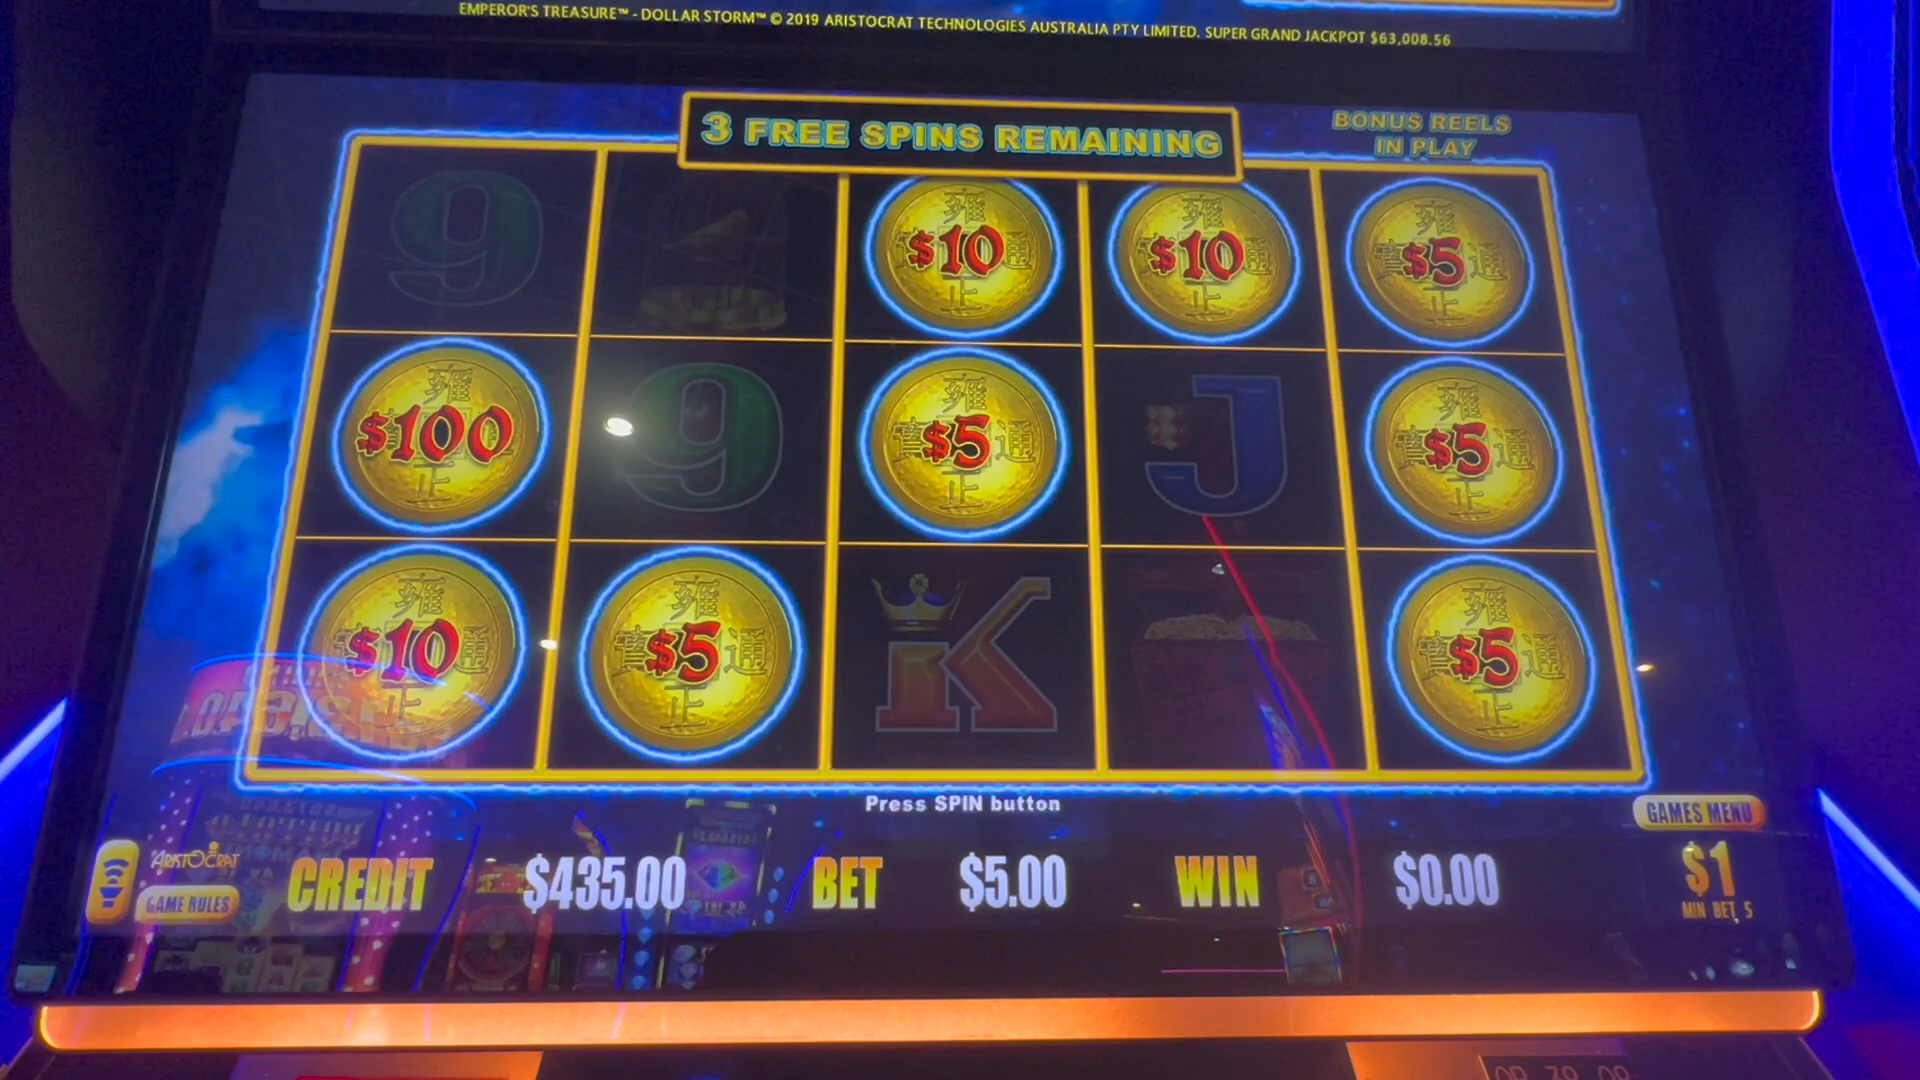 EMPEROR'S TREASURE™ - DOLLAR STORM™ © 2019 ARISTOCRAT TECHNOLOGIES AUSTRALIA PTY LIMITED. SUPER GRAND JACKPOT $63,008.56
3 FREE SPINS REMAINING
BONUS REELS
IN PLAY
9
$10
$10
$5
$100
9
$5
J
$5
$10
$5
K
$5
Press SPIN button
GAMES MENU
ARISTOCRAT
GAME RULES
CREDIT $435.00 BET $5.00 WIN $0.00
$1
MIN BET, 5